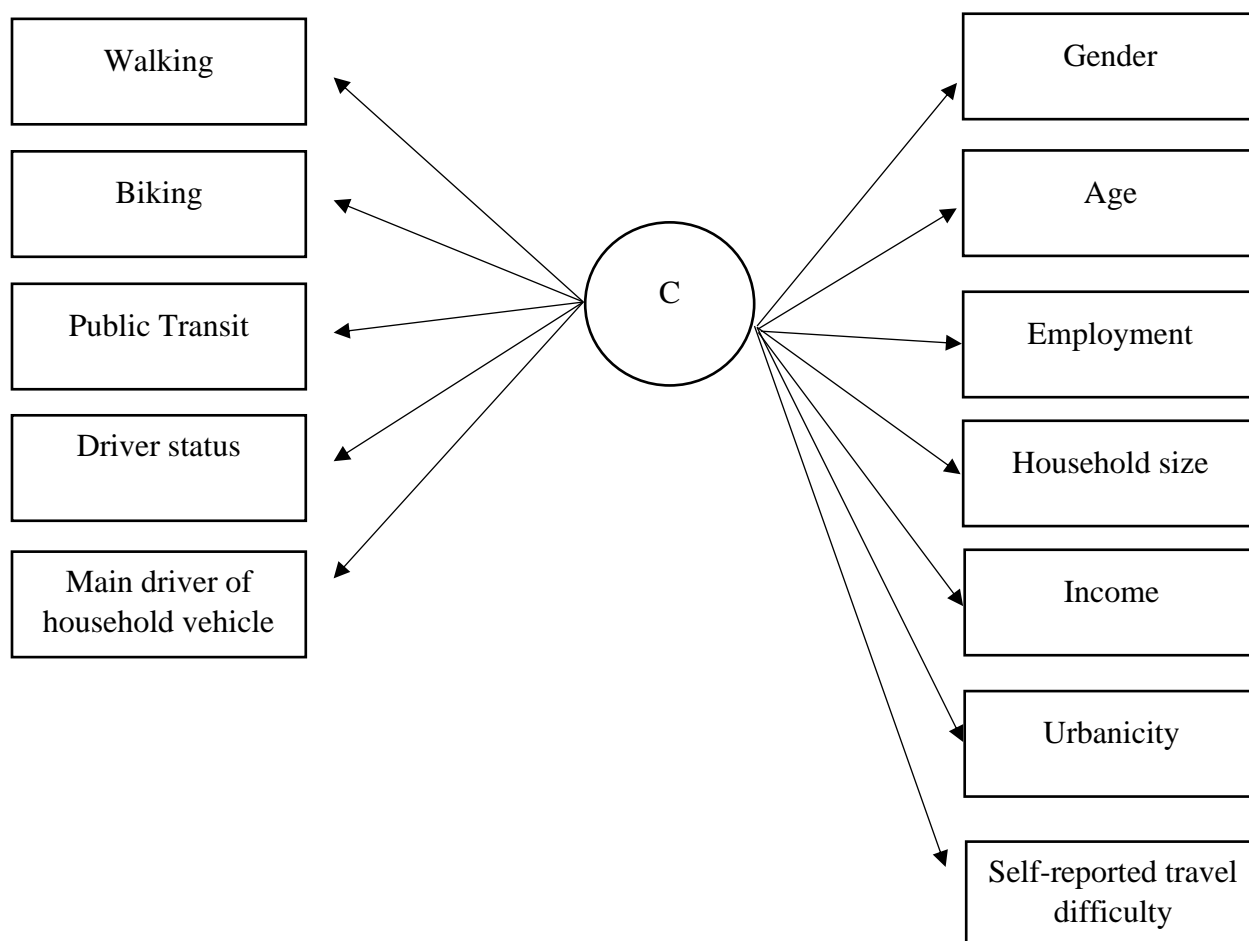 Walking
Biking
Public Transit
Driver status
Main driver of
household vehicle
C
Gender
Age
Employment
Household size
Income
Urbanicity
Self-reported travel
difficulty